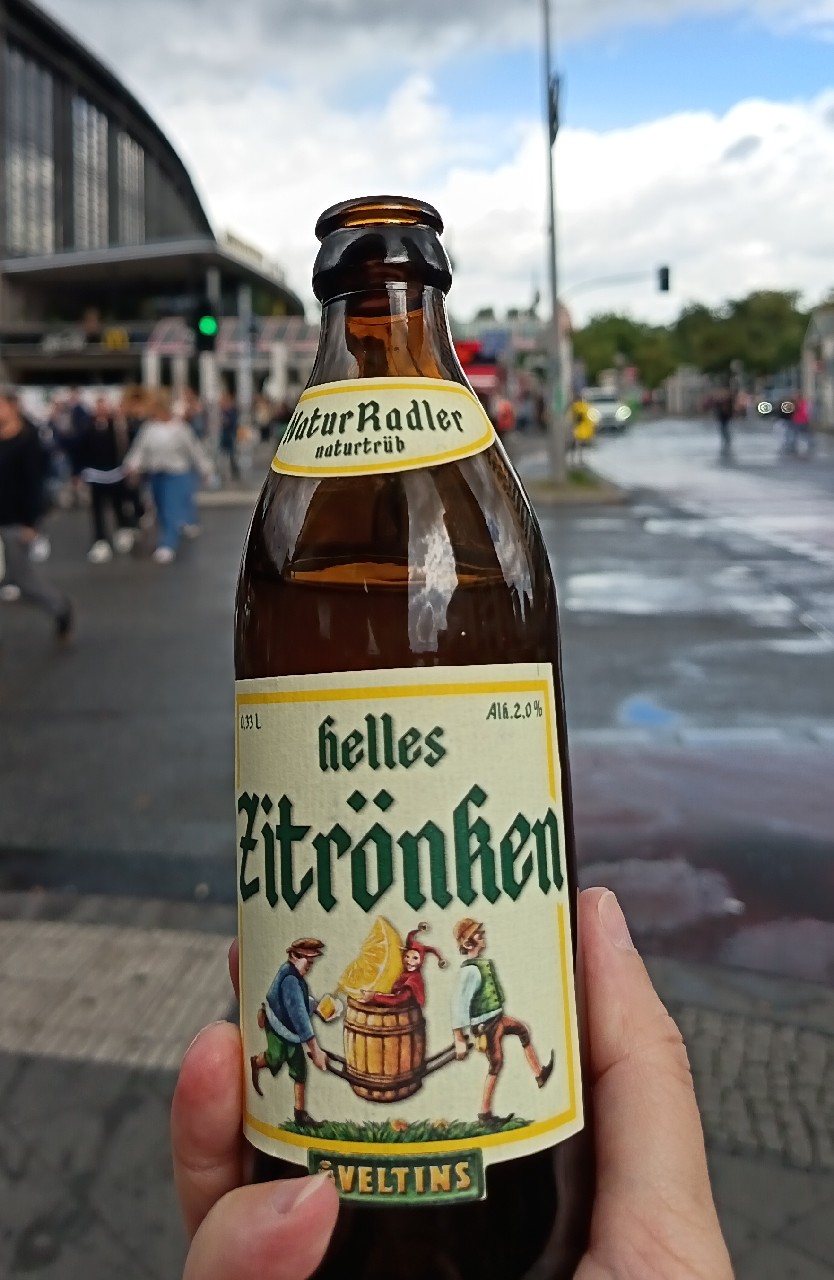 NaturRadler
naturtrüb
0,33 L
Alk.2,0%
helles
Zitrönken
VELTINS